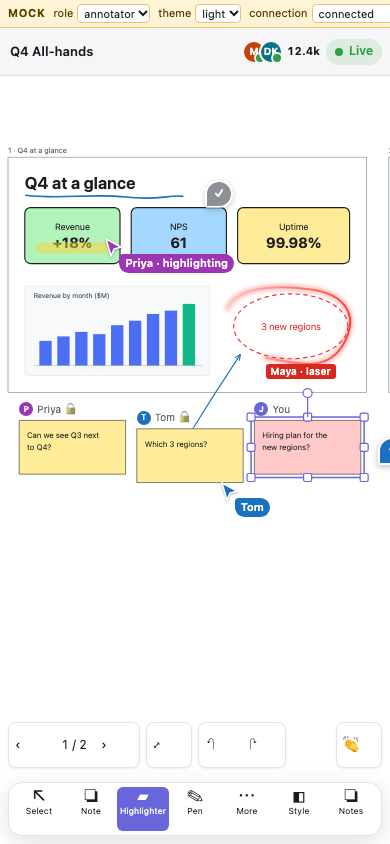 MOCK role annotator theme light connection connected
Q4 All-hands M DK 12.4k Live
1 · Q4 at a glance
Q4 at a glance
Revenue
+18%
NPS
61
Uptime
99.98%
Priya · highlighting
Revenue by month ($M)
3 new regions
Maya · laser
P Priya
T Tom
J You
Can we see Q3 next
to Q4?
Which 3 regions?
Hiring plan for the
new regions?
Tom
‹ 1 / 2 ›
Select Note Highlighter Pen More Style Notes